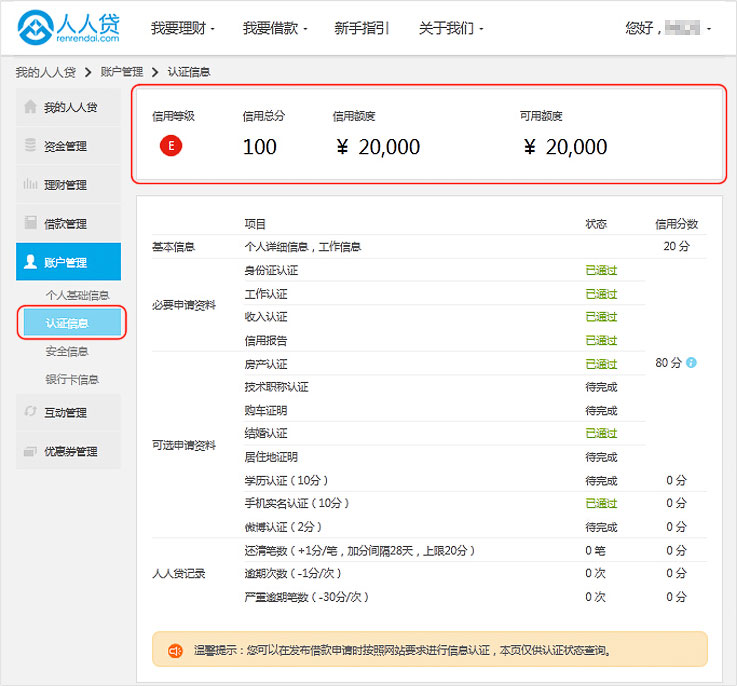 人人贷
renrendai.com
我要理财 我要借款 新手指引 关于我们 您好，
我的人人贷 > 账户管理 > 认证信息
我的人人贷
资金管理
理财管理
借款管理
账户管理
个人基础信息
认证信息
安全信息
银行卡信息
互动管理
优惠券管理
信用等级 信用总分 信用额度 可用额度
E 100 ¥ 20,000 ¥ 20,000
项目 状态 信用分数
基本信息 个人详细信息，工作信息 20 分
必要申请资料
身份证认证 已通过
工作认证 已通过
收入认证 已通过
信用报告 已通过
可选申请资料
房产认证 已通过 80 分
技术职称认证 待完成
购车证明 待完成
结婚认证 已通过
居住地证明 待完成
学历认证（10分） 待完成 0 分
手机实名认证（10分） 已通过 0 分
微博认证（2分） 待完成 0 分
人人贷记录
还清笔数（+1分/笔，加分间隔28天，上限20分） 0 笔 0 分
逾期次数（-1分/次） 0 次 0 分
严重逾期笔数（-30分/次） 0 次 0 分
温馨提示：您可以在发布借款申请时按照网站要求进行信息认证，本页仅供认证状态查询。